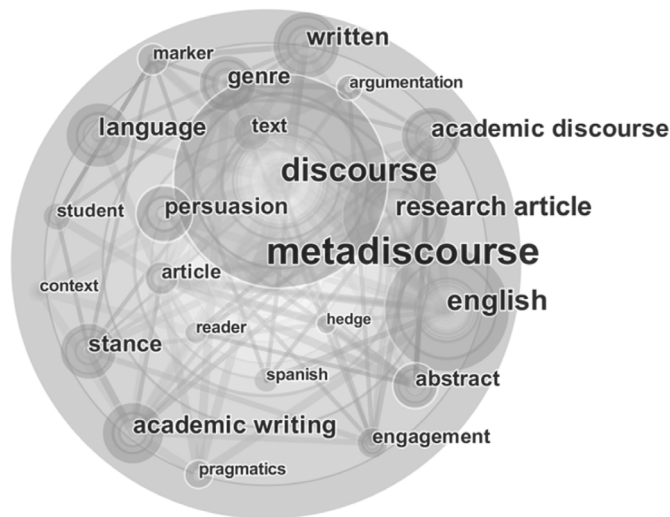 written
marker
genre
argumentation
language
text
academic discourse
discourse
student
persuasion
research article
metadiscourse
article
context
english
reader
hedge
stance
spanish
abstract
academic writing
engagement
pragmatics